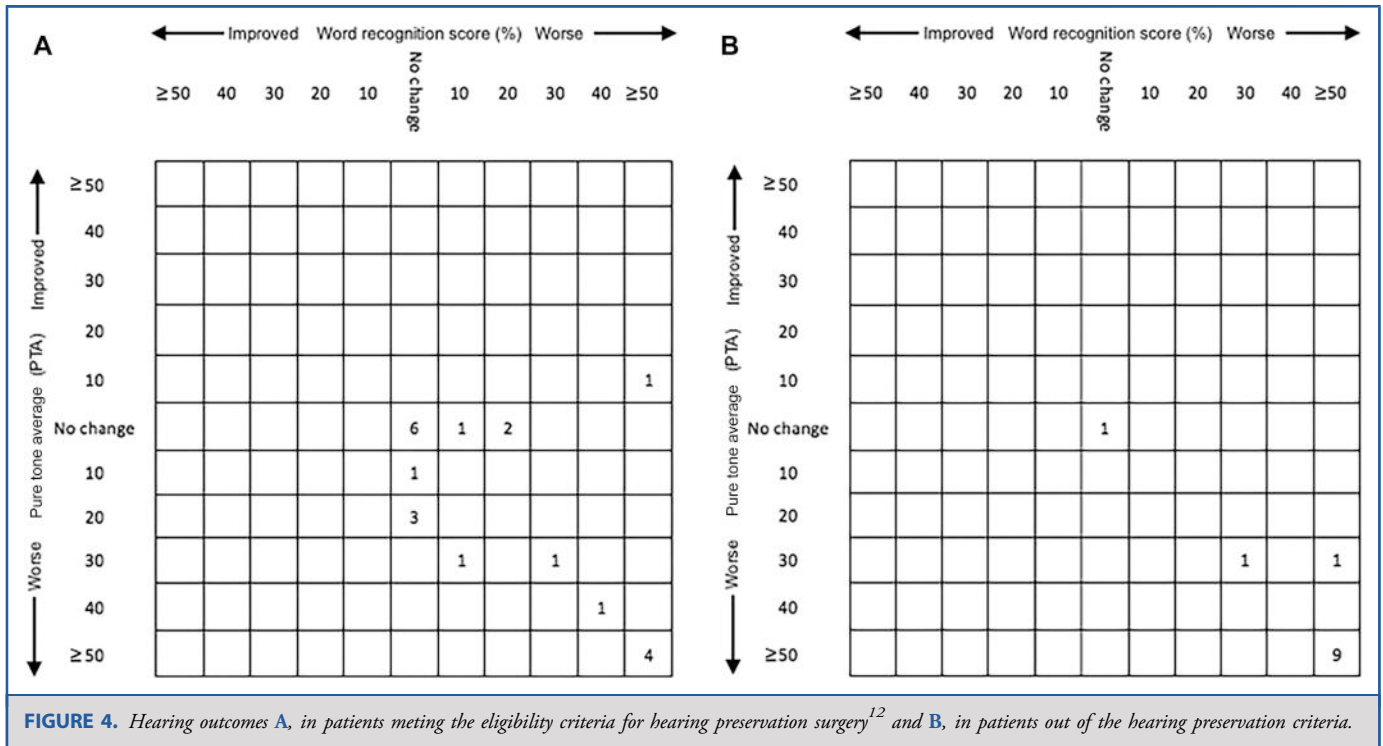 A
Improved Word recognition score (%) Worse
≥50 40 30 20 10 No change 10 20 30 40 ≥50
Improved Pure tone average (PTA) Worse
≥50
40
30
20
10 1
No change 6 1 2
10 1
20 3
30 1 1
40 1
≥50 4
B
Improved Word recognition score (%) Worse
≥50 40 30 20 10 No change 10 20 30 40 ≥50
Improved Pure tone average (PTA) Worse
≥50
40
30
20
10
No change 1
10
20
30 1 1
40
≥50 9
FIGURE 4. Hearing outcomes A, in patients meting the eligibility criteria for hearing preservation surgery12 and B, in patients out of the hearing preservation criteria.